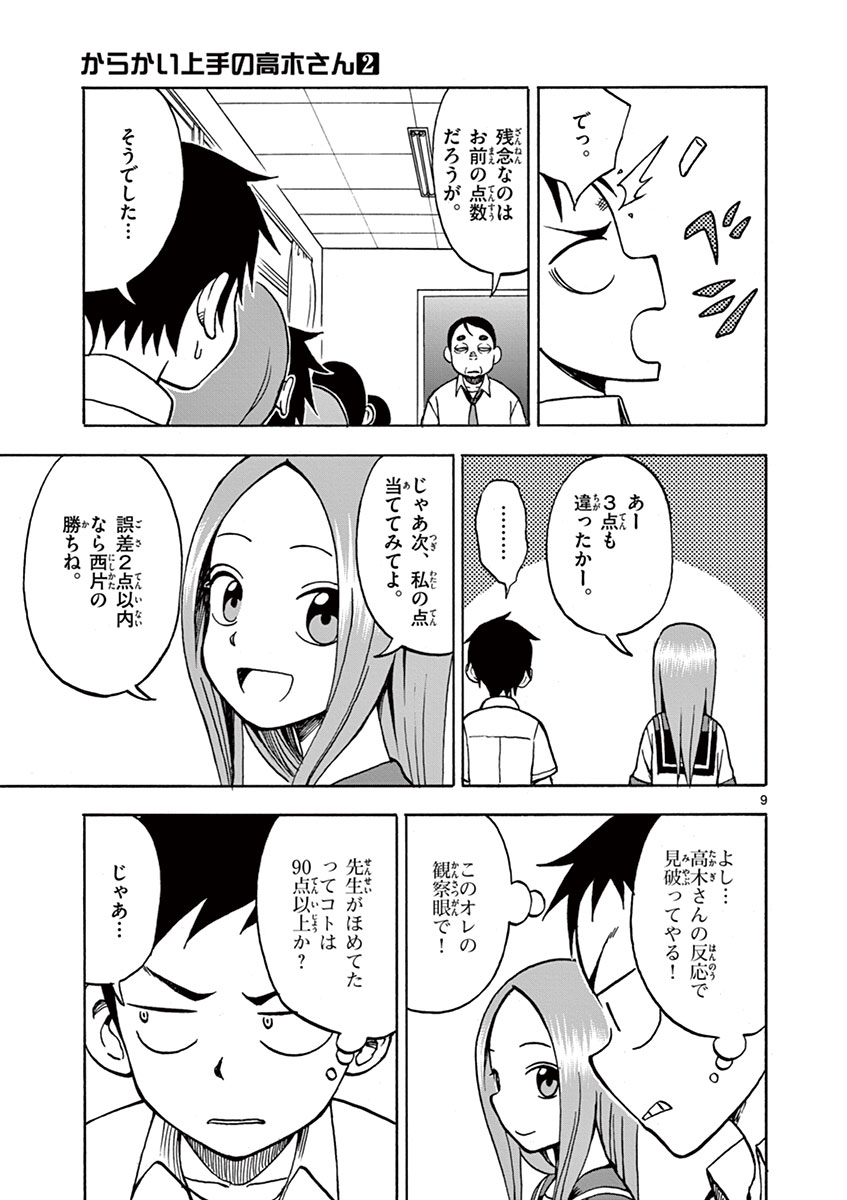 からかい上手の高木さん2
でっ。
残念なのは
お前の点数
だろうが。
そうでした…
あー
3点も
違ったかー。
………
じゃあ次、私の点
当ててみてよ。
誤差2点以内
なら西片の
勝ちね。
9
よし…
高木さんの反応で
見破ってやる！
このオレの
観察眼で！
先生がほめてた
ってコトは
90点以上か？
じゃあ…